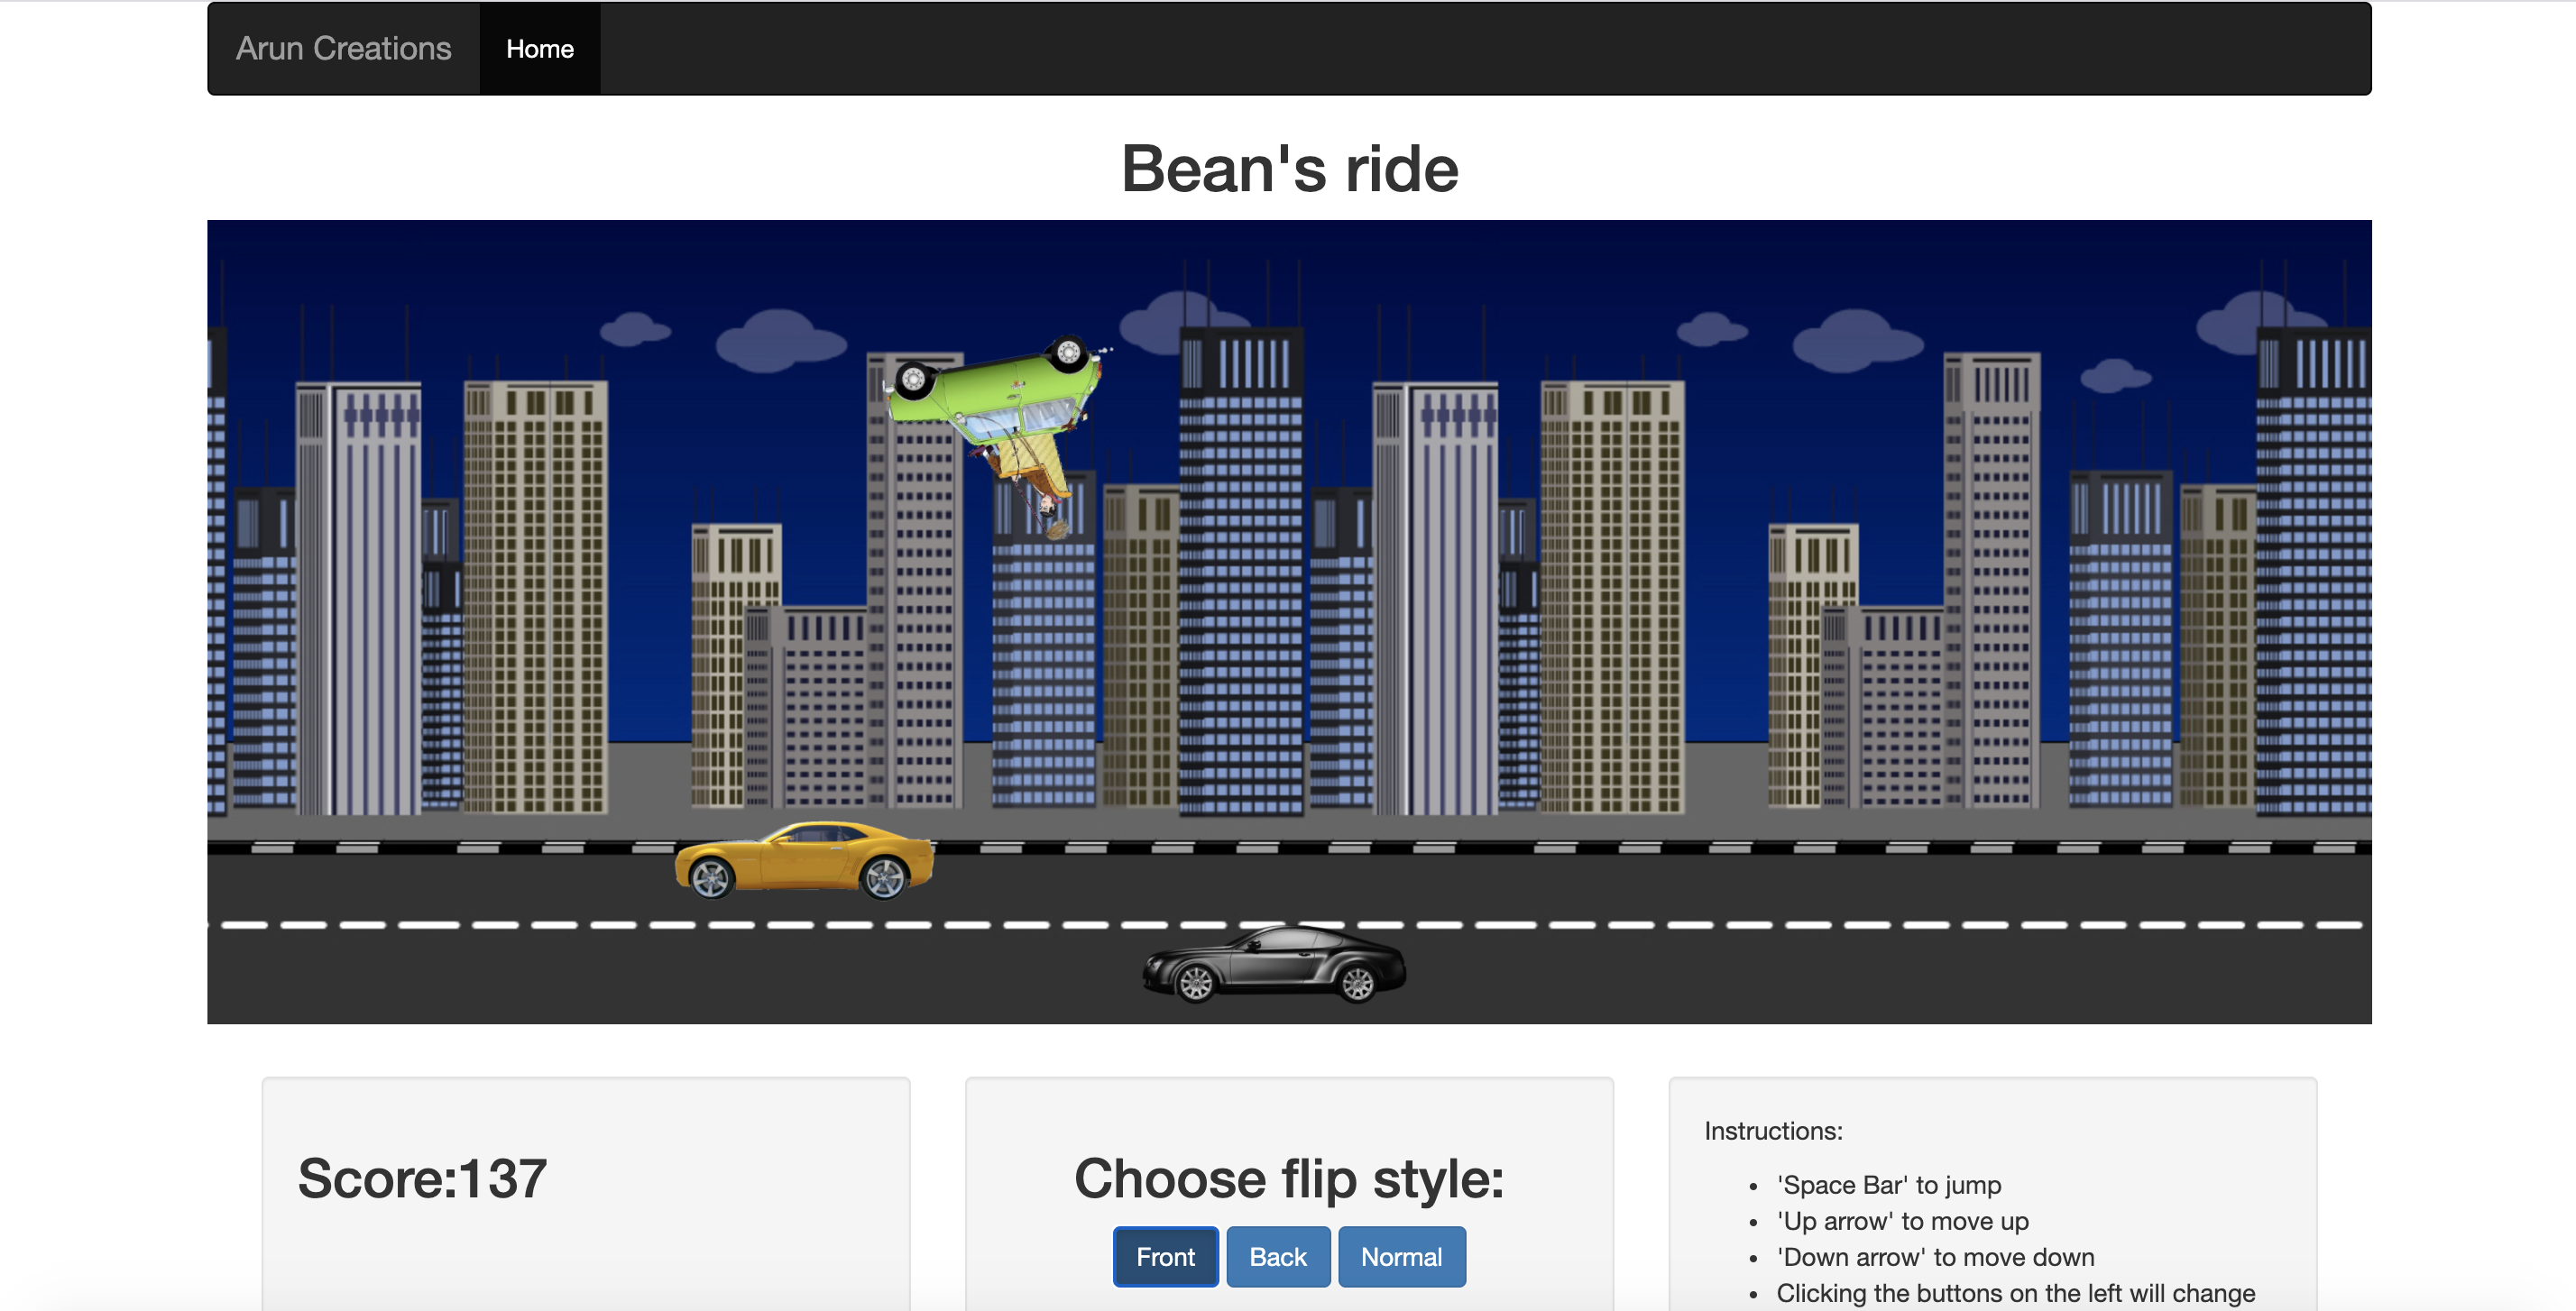 Arun Creations Home
Bean's ride
Score:137
Choose flip style:
Front Back Normal
Instructions:
'Space Bar' to jump
'Up arrow' to move up
'Down arrow' to move down
Clicking the buttons on the left will change